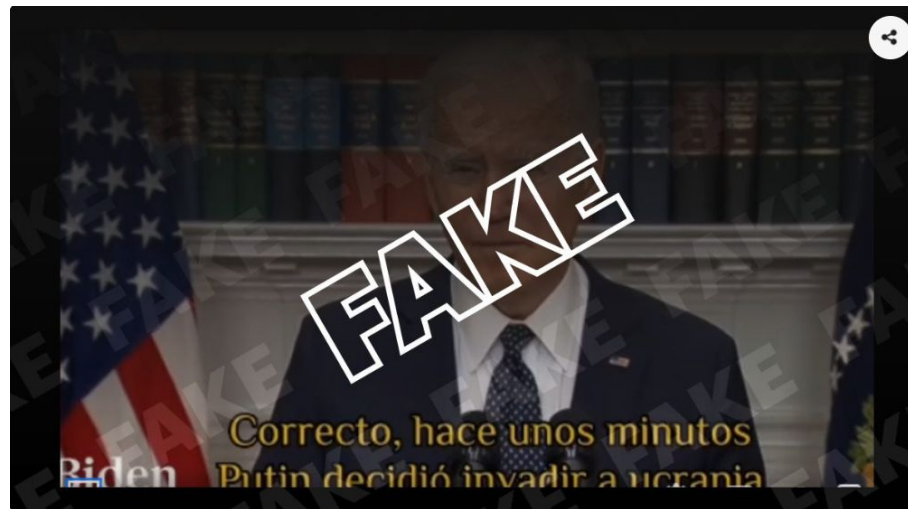 FAKE
Correcto, hace unos minutos
Biden
Putin decidió invadir a ucrania